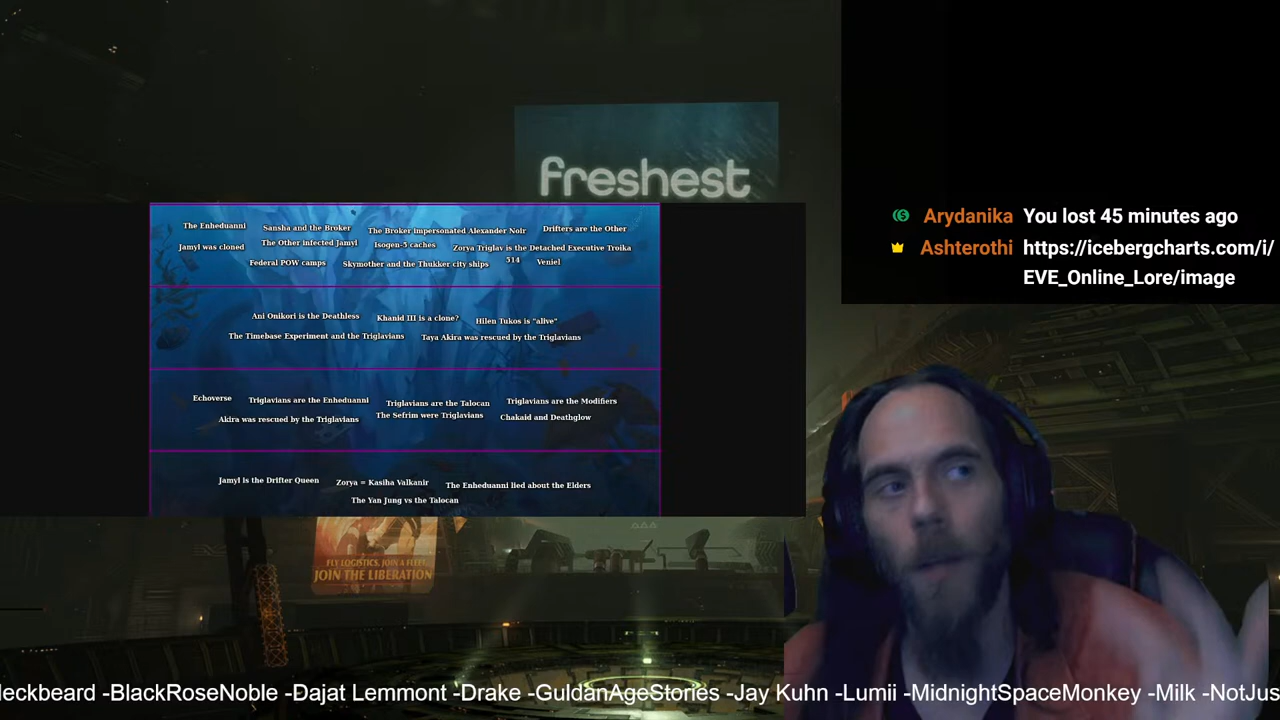 freshest
The Enheduanni
Sansha and the Broker
The Broker impersonated Alexander Noir
Drifters are the Other
Jamyl was cloned
The Other infected Jamyl
Isogen-5 caches
Zorya Triglav is the Detached Executive Troika
Federal POW camps
Skymother and the Thukker city ships
514
Veniel
Ani Onikori is the Deathless
Khanid III is a clone?
Hilen Tukos is "alive"
The Timebase Experiment and the Triglavians
Taya Akira was rescued by the Triglavians
Echoverse
Triglavians are the Enheduanni
Triglavians are the Talocan
Triglavians are the Modifiers
Akira was rescued by the Triglavians
The Sefrim were Triglavians
Chakaid and Deathglow
Jamyl is the Drifter Queen
Zorya = Kasiha Valkanir
The Enheduanni lied about the Elders
The Yan Jung vs the Talocan
Arydanika You lost 45 minutes ago
Ashterothi https://icebergcharts.com/i/
EVE_Online_Lore/image
FLY LOGISTICS, JOIN A FLEET
JOIN THE LIBERATION
eckbeard -BlackRoseNoble -Dajat Lemmont -Drake -GuldanAgeStories -Jay Kuhn -Lumii -MidnightSpaceMonkey -Milk -NotJus